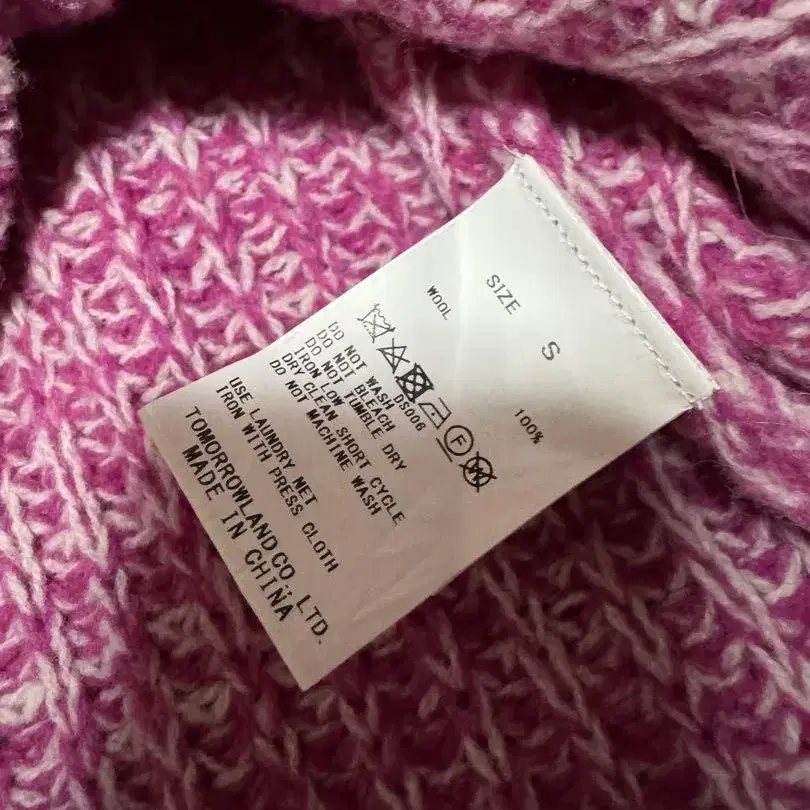 SIZE S
WOOL 100%
DS006
DO NOT WASH
DO NOT BLEACH
DO NOT TUMBLE DRY
IRON LOW
DRY CLEAN SHORT CYCLE
DO NOT MACHINE WASH
USE LAUNDRY NET
IRON WITH PRESS CLOTH
TOMORROWLAND CO., LTD.
MADE IN CHINA